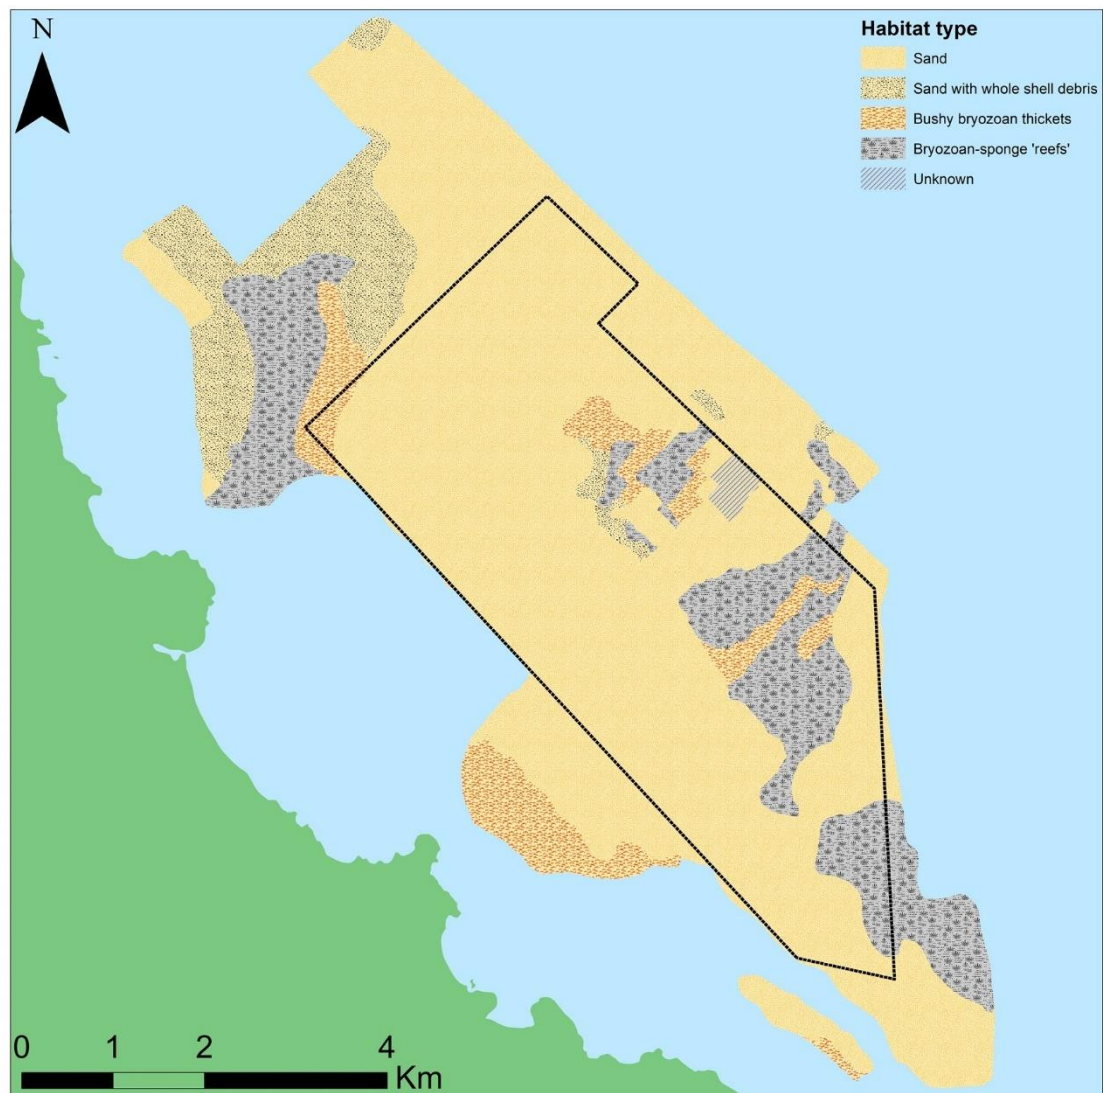 N
Habitat type
Sand
Sand with whole shell debris
Bushy bryozoan thickets
Bryozoan-sponge 'reefs'
Unknown
0 1 2 4
Km